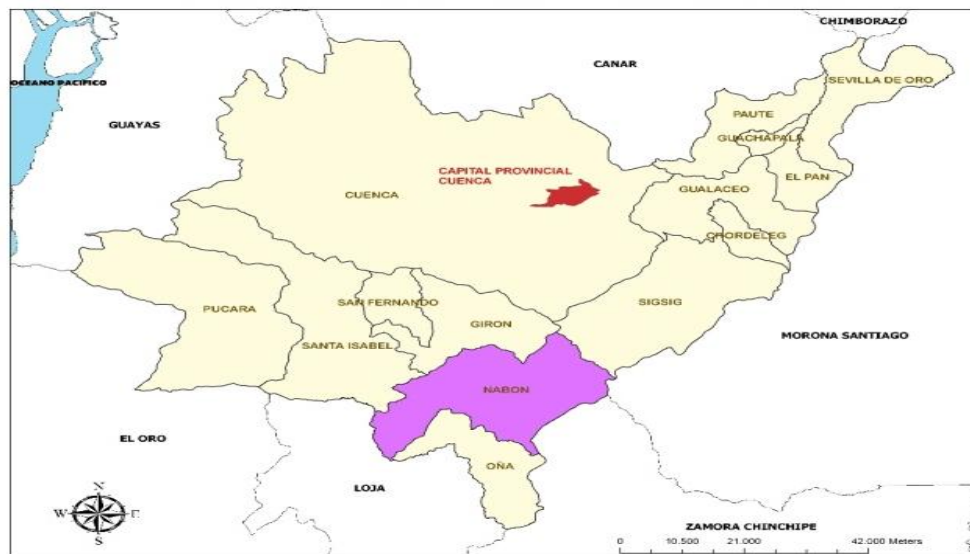 CHIMBORAZO
CANAR
SEVILLA DE ORO
OCEANO PACIFICO
GUAYAS
PAUTE
GUACHAPALA
CAPITAL PROVINCIAL
CUENCA
CUENCA
GUALACEO
EL PAN
CHORDELEG
PUCARA
SAN FERNANDO
SIGSIG
GIRON
SANTA ISABEL
MORONA SANTIAGO
NABON
EL ORO
OÑA
LOJA
N
W
E
S
ZAMORA CHINCHIPE
0 10.500 21.000 42.000 Meters